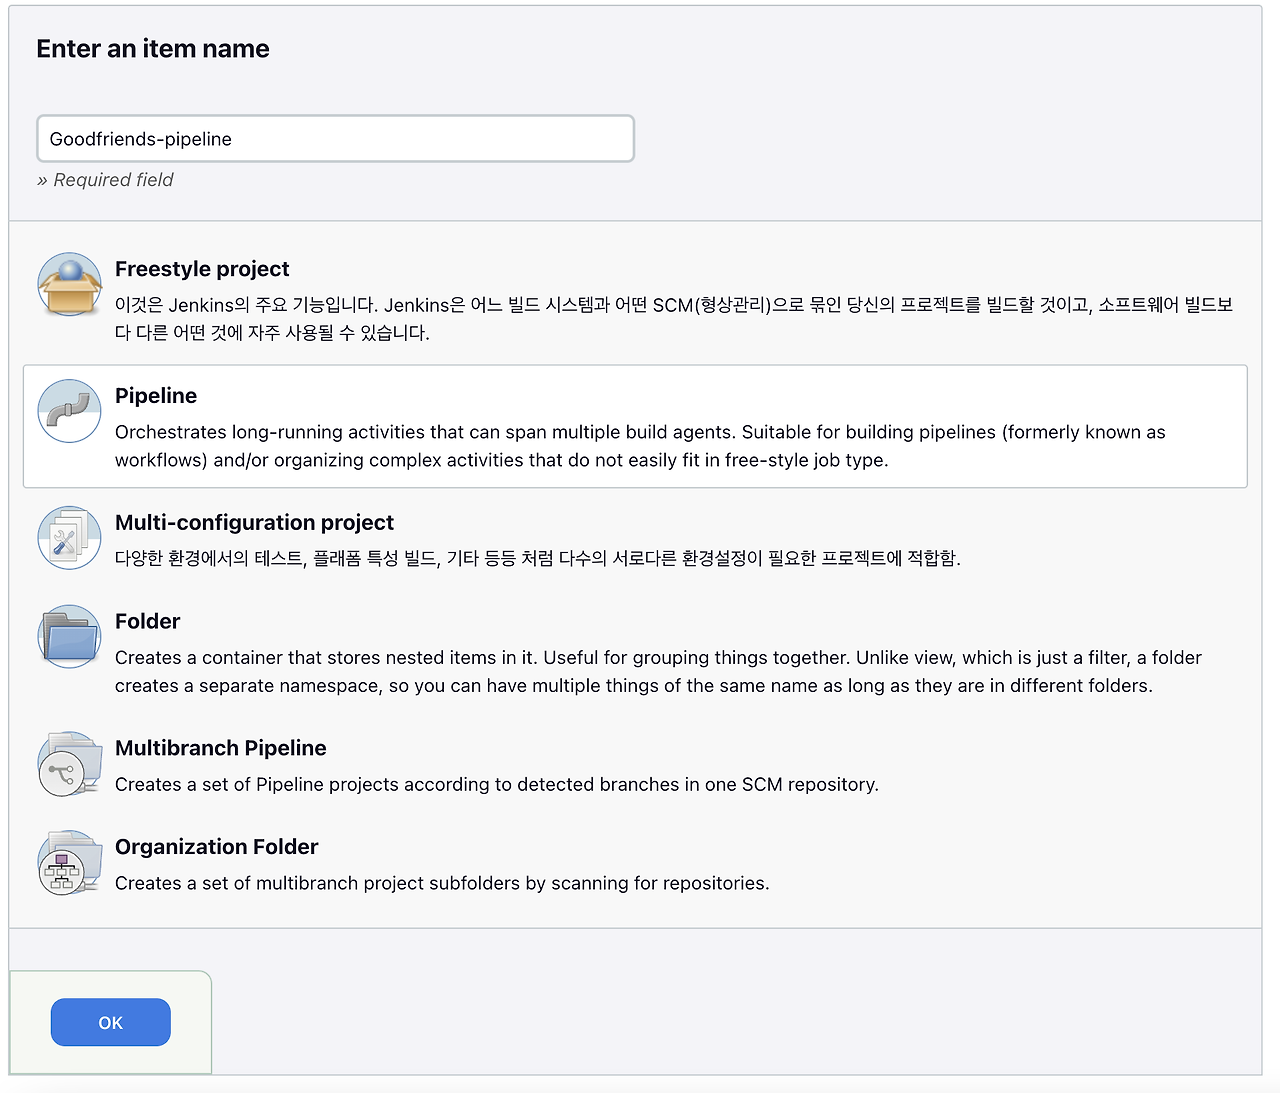 Enter an item name
Goodfriends-pipeline
» Required field
Freestyle project
이것은 Jenkins의 주요 기능입니다. Jenkins은 어느 빌드 시스템과 어떤 SCM(형상관리)으로 묶인 당신의 프로젝트를 빌드할 것이고, 소프트웨어 빌드보
다 다른 어떤 것에 자주 사용될 수 있습니다.
Pipeline
Orchestrates long-running activities that can span multiple build agents. Suitable for building pipelines (formerly known as
workflows) and/or organizing complex activities that do not easily fit in free-style job type.
Multi-configuration project
다양한 환경에서의 테스트, 플래폼 특성 빌드, 기타 등등 처럼 다수의 서로다른 환경설정이 필요한 프로젝트에 적합함.
Folder
Creates a container that stores nested items in it. Useful for grouping things together. Unlike view, which is just a filter, a folder
creates a separate namespace, so you can have multiple things of the same name as long as they are in different folders.
Multibranch Pipeline
Creates a set of Pipeline projects according to detected branches in one SCM repository.
Organization Folder
Creates a set of multibranch project subfolders by scanning for repositories.
OK